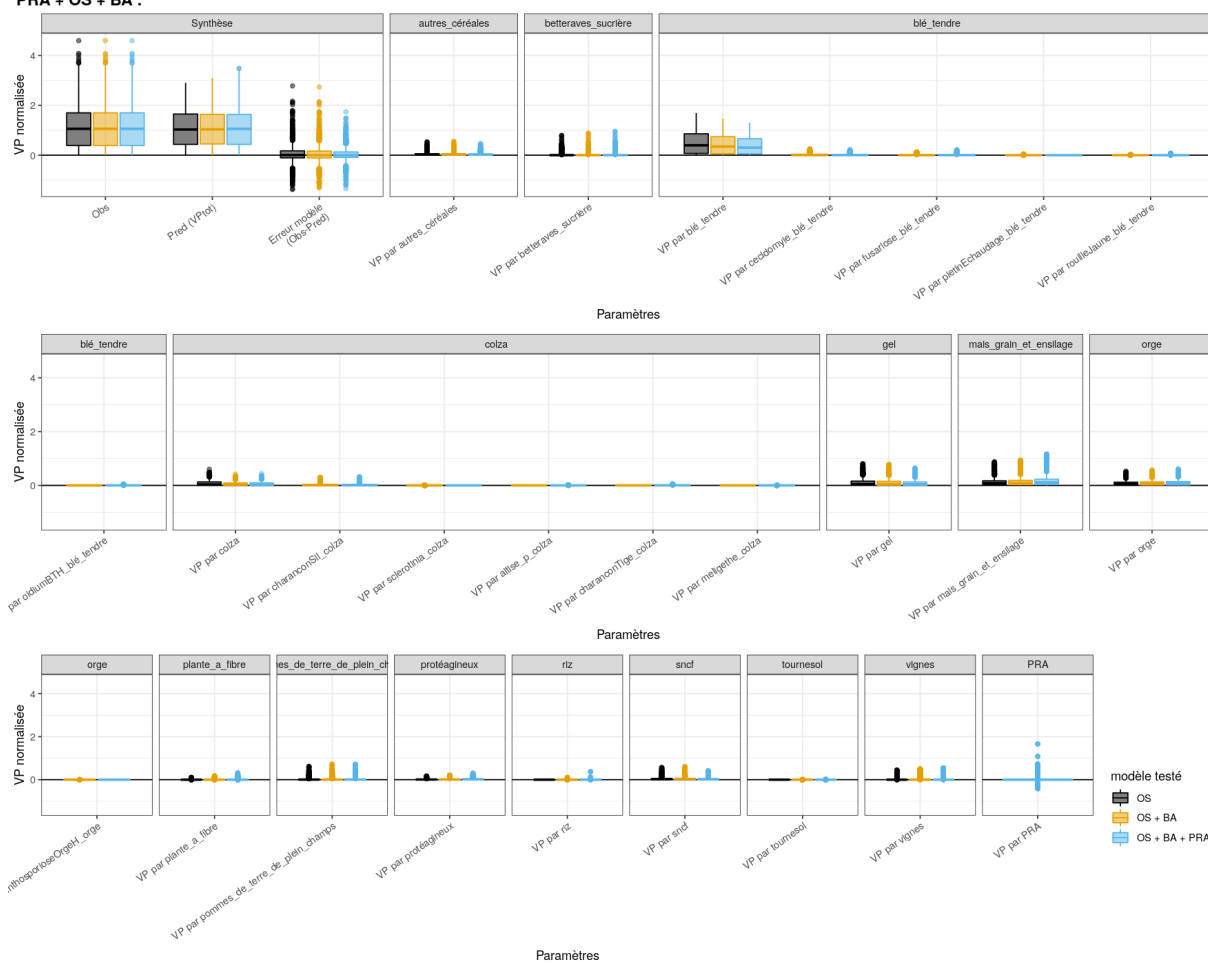 PRA + OS + BA :
Synthèse
autres_céréales
betteraves_sucrière
blé_tendre
VP normalisée
4
2
0
Obs
Pred (VPtot)
Erreur modèle
(Obs-Pred)
VP par autres_céréales
VP par betteraves_sucrière
VP par blé_tendre
VP par cecidomyie_blé_tendre
VP par fusariose_blé_tendre
VP par pietinEchaudage_blé_tendre
VP par rouilleJaune_blé_tendre
Paramètres
blé_tendre
colza
gel
mais_grain_et_ensilage
orge
VP normalisée
4
2
0
par oidiumBTH_blé_tendre
VP par colza
VP par charanconSil_colza
VP par sclerotinia_colza
VP par altise_p_colza
VP par charanconTige_colza
VP par meligethe_colza
VP par gel
VP par mais_grain_et_ensilage
VP par orge
Paramètres
orge
plante_a_fibre
nes_de_terre_de_plein_ch
protéagineux
riz
sncf
tournesol
vignes
PRA
VP normalisée
4
2
0
nthosporioseOrgeH_orge
VP par plante_a_fibre
VP par pommes_de_terre_de_plein_champs
VP par protéagineux
VP par riz
VP par sncf
VP par tournesol
VP par vignes
VP par PRA
Paramètres
modèle testé
OS
OS + BA
OS + BA + PRA